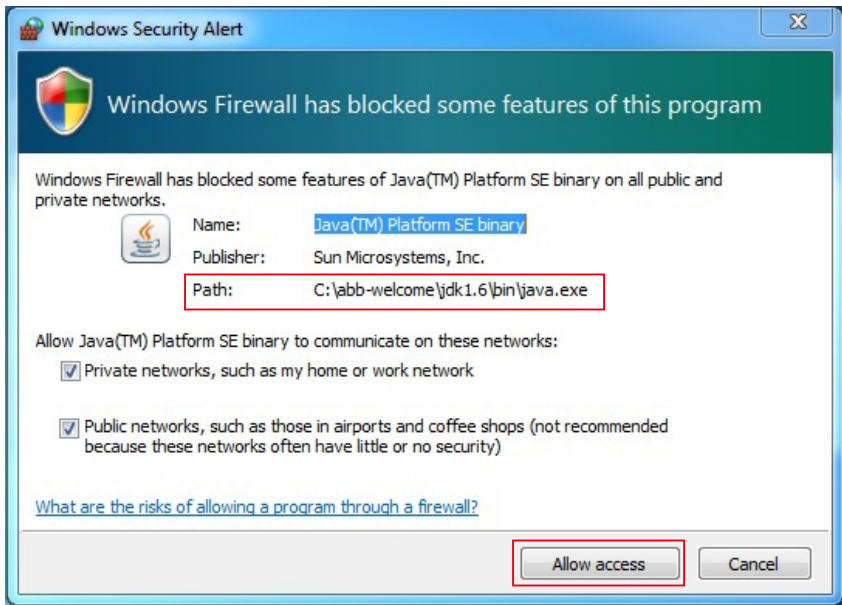 Windows Security Alert
Windows Firewall has blocked some features of this program
Windows Firewall has blocked some features of Java(TM) Platform SE binary on all public and
private networks.
Name: Java(TM) Platform SE binary
Publisher: Sun Microsystems, Inc.
Path: C:\abb-welcome\jdk1.6\bin\java.exe
Allow Java(TM) Platform SE binary to communicate on these networks:
Private networks, such as my home or work network
Public networks, such as those in airports and coffee shops (not recommended
because these networks often have little or no security)
What are the risks of allowing a program through a firewall?
Allow access Cancel